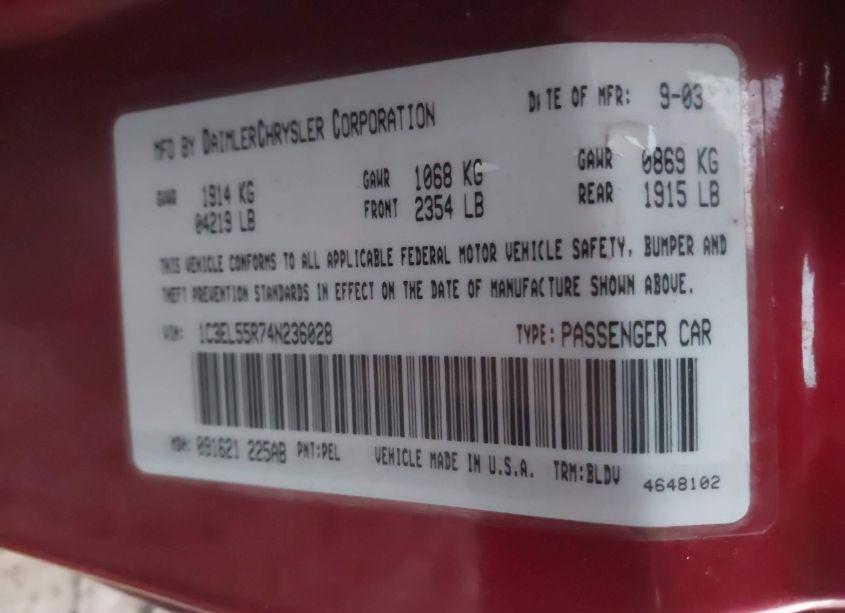 MFD BY DAIMLERCHRYSLER CORPORATION DATE OF MFR: 9-03
GVWR 1914 KG GAWR 1068 KG GAWR 0869 KG
04219 LB FRONT 2354 LB REAR 1915 LB
THIS VEHICLE CONFORMS TO ALL APPLICABLE FEDERAL MOTOR VEHICLE SAFETY, BUMPER AND
THEFT PREVENTION STANDARDS IN EFFECT ON THE DATE OF MANUFACTURE SHOWN ABOVE.
VIN: 1C3EL55R74N236028 TYPE: PASSENGER CAR
MDH: 091621 225AB PNT:PEL VEHICLE MADE IN U.S.A. TRM:BLDV 4648102